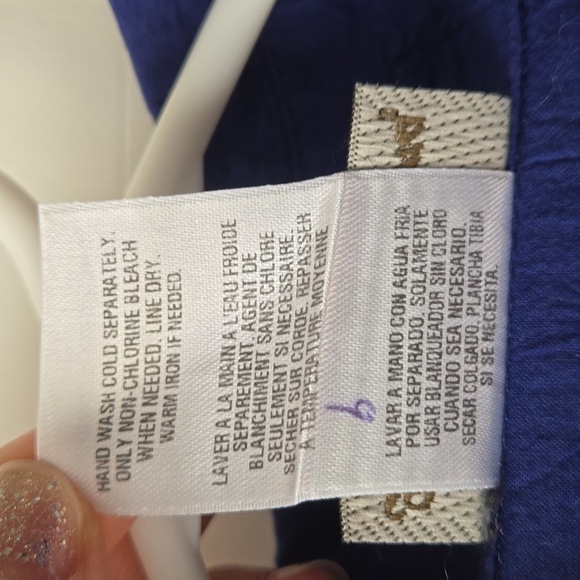 HAND WASH COLD SEPARATELY.
ONLY NON-CHLORINE BLEACH
WHEN NEEDED. LINE DRY.
WARM IRON IF NEEDED.
LAVER A LA MAIN A L'EAU FROIDE
SEPAREMENT. AGENT DE
BLANCHIMENT SANS CHLORE
SEULEMENT SI NECESSAIRE.
SECHER SUR CORDE. REPASSER
A TEMPERATURE MOYENNE
LAVAR A MANO CON AGUA FRIA
POR SEPARADO. SOLAMENTE
USAR BLANQUEADOR SIN CLORO
CUANDO SEA NECESARIO.
SECAR COLGADO. PLANCHA TIBIA
SI SE NECESITA.